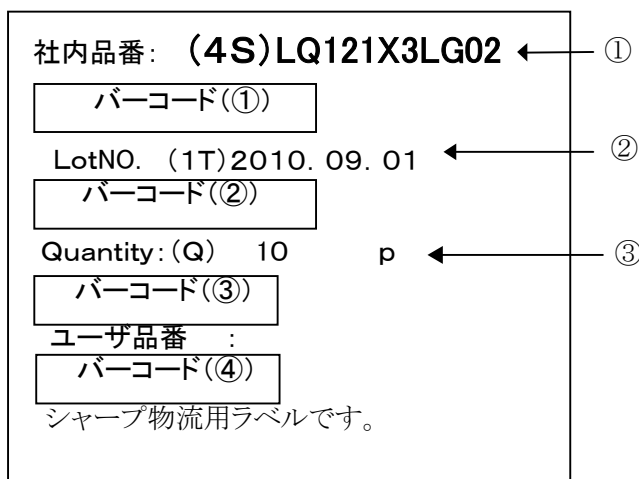 社内品番: (4S)LQ121X3LG02 ①
バーコード(①)
LotNO. (1T)2010. 09. 01 ②
バーコード(②)
Quantity:(Q) 10 p ③
バーコード(③)
ユーザ品番 :
バーコード(④)
シャープ物流用ラベルです。